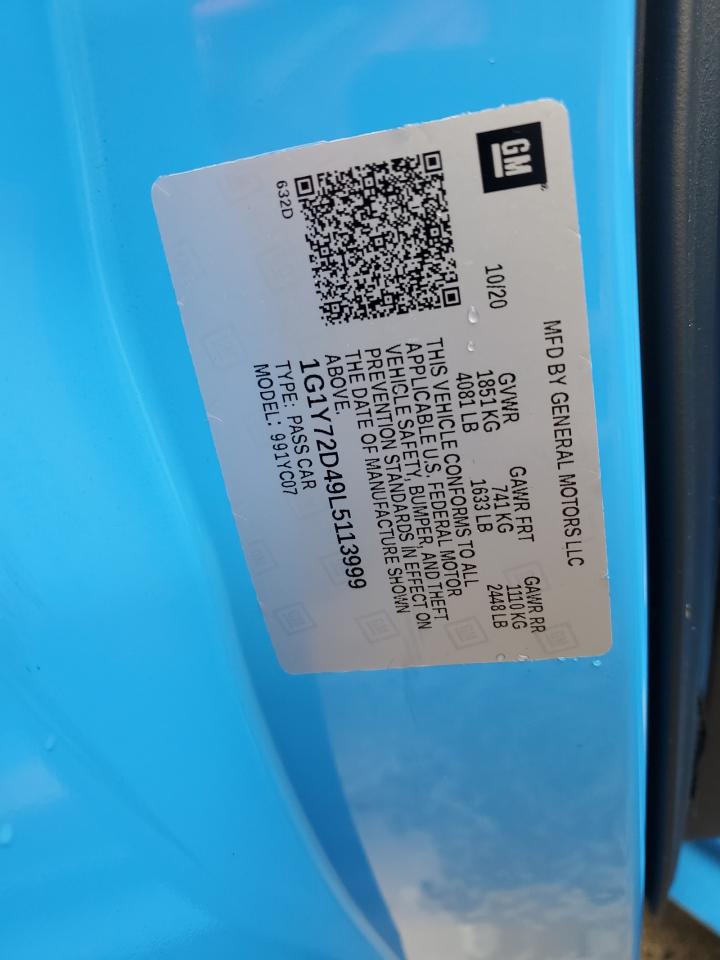 GM
MFD BY GENERAL MOTORS LLC
10/20
GVWR GAWR FRT GAWR RR
1851 KG 741 KG 1110 KG
4081 LB 1633 LB 2448 LB
THIS VEHICLE CONFORMS TO ALL
APPLICABLE U.S. FEDERAL MOTOR
VEHICLE SAFETY, BUMPER, AND THEFT
PREVENTION STANDARDS IN EFFECT ON
THE DATE OF MANUFACTURE SHOWN
ABOVE.
1G1Y72D49L5113999
TYPE: PASS CAR
MODEL: 991YC07
632D